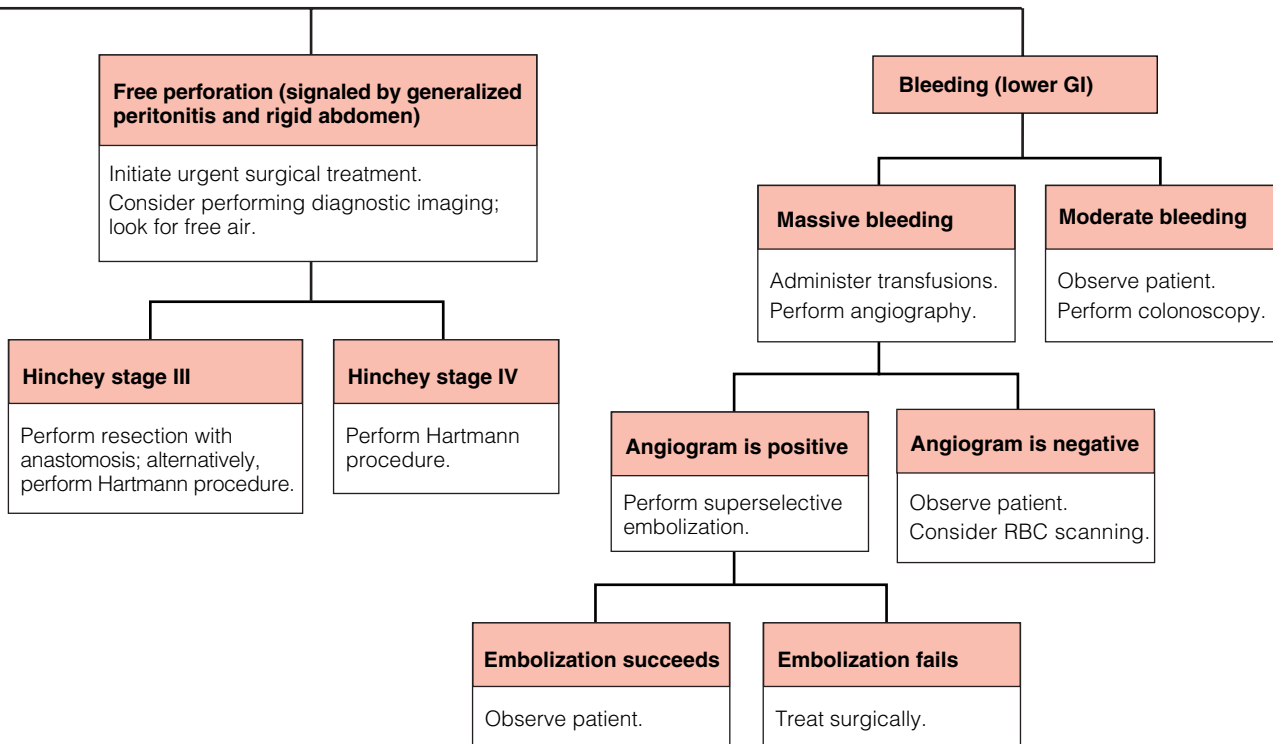 Free perforation (signaled by generalized
peritonitis and rigid abdomen)
Initiate urgent surgical treatment.
Consider performing diagnostic imaging;
look for free air.
Hinchey stage III
Perform resection with
anastomosis; alternatively,
perform Hartmann procedure.
Hinchey stage IV
Perform Hartmann
procedure.
Bleeding (lower GI)
Massive bleeding
Administer transfusions.
Perform angiography.
Moderate bleeding
Observe patient.
Perform colonoscopy.
Angiogram is positive
Perform superselective
embolization.
Angiogram is negative
Observe patient.
Consider RBC scanning.
Embolization succeeds
Observe patient.
Embolization fails
Treat surgically.